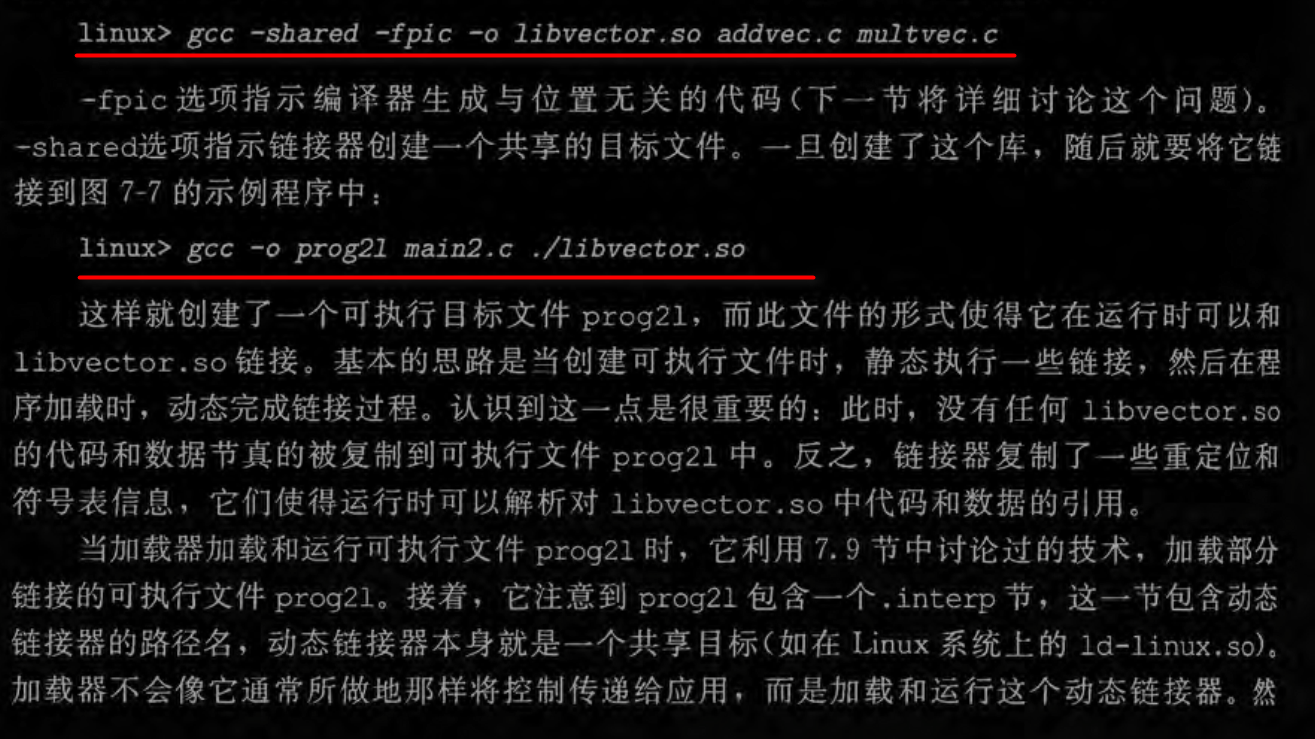 linux> gcc -shared -fpic -o libvector.so addvec.c multvec.c
-fpic 选项指示编译器生成与位置无关的代码(下一节将详细讨论这个问题)。
-shared选项指示链接器创建一个共享的目标文件。一旦创建了这个库，随后就要将它链
接到图 7-7 的示例程序中：
linux> gcc -o prog2l main2.c ./libvector.so
这样就创建了一个可执行目标文件 prog2l，而此文件的形式使得它在运行时可以和
libvector.so 链接。基本的思路是当创建可执行文件时，静态执行一些链接，然后在程
序加载时，动态完成链接过程。认识到这一点是很重要的：此时，没有任何 libvector.so
的代码和数据节真的被复制到可执行文件 prog2l 中。反之，链接器复制了一些重定位和
符号表信息，它们使得运行时可以解析对 libvector.so 中代码和数据的引用。
当加载器加载和运行可执行文件 prog2l 时，它利用 7.9 节中讨论过的技术，加载部分
链接的可执行文件 prog2l。接着，它注意到 prog2l 包含一个.interp 节，这一节包含动态
链接器的路径名，动态链接器本身就是一个共享目标(如在 Linux 系统上的 ld-linux.so)。
加载器不会像它通常所做地那样将控制传递给应用，而是加载和运行这个动态链接器。然